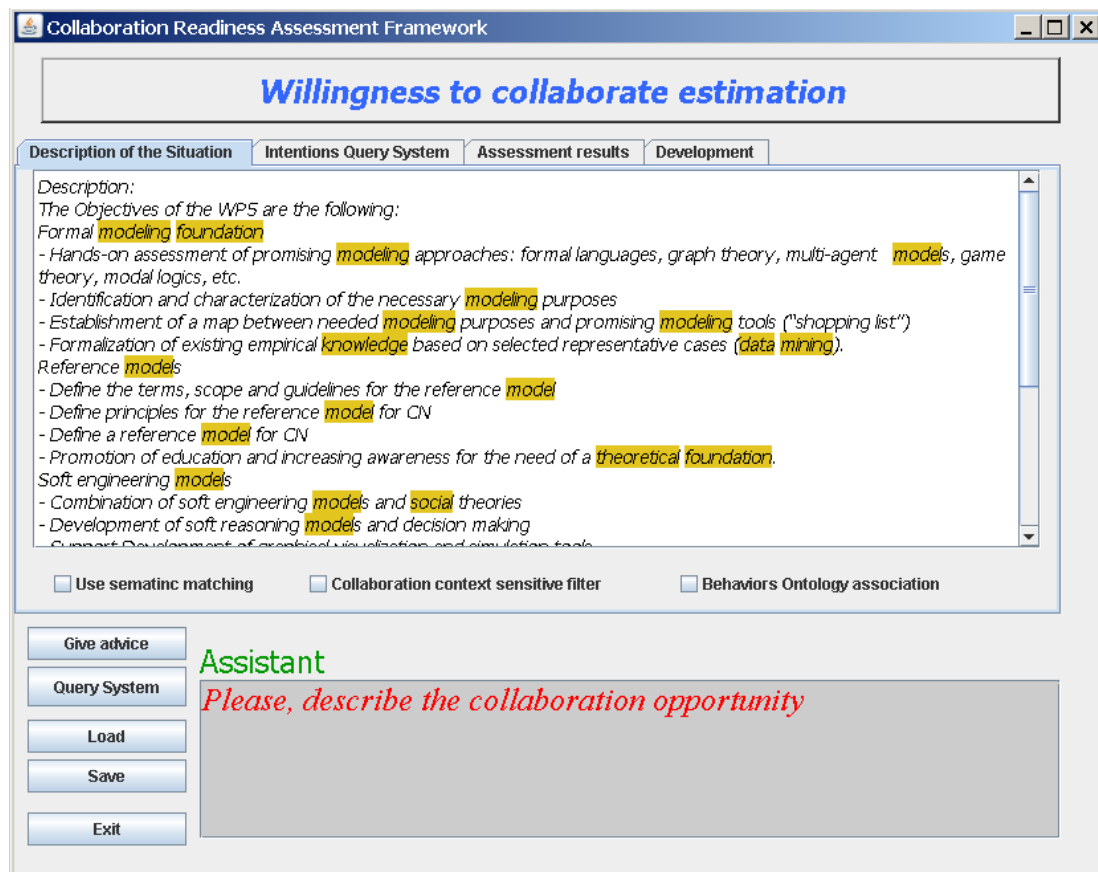 Collaboration Readiness Assessment Framework
Willingness to collaborate estimation
Description of the Situation Intentions Query System Assessment results Development
Description:
The Objectives of the WP5 are the following:
Formal modeling foundation
- Hands-on assessment of promising modeling approaches: formal languages, graph theory, multi-agent models, game
theory, modal logics, etc.
- Identification and characterization of the necessary modeling purposes
- Establishment of a map between needed modeling purposes and promising modeling tools ("shopping list")
- Formalization of existing empirical knowledge based on selected representative cases (data mining).
Reference models
- Define the terms, scope and guidelines for the reference model
- Define principles for the reference model for CN
- Define a reference model for CN
- Promotion of education and increasing awareness for the need of a theoretical foundation.
Soft engineering models
- Combination of soft engineering models and social theories
- Development of soft reasoning models and decision making
- Support Development of graphical visualization and simulation tools
Use sematinc matching Collaboration context sensitive filter Behaviors Ontology association
Give advice
Query System
Load
Save
Exit
Assistant
Please, describe the collaboration opportunity